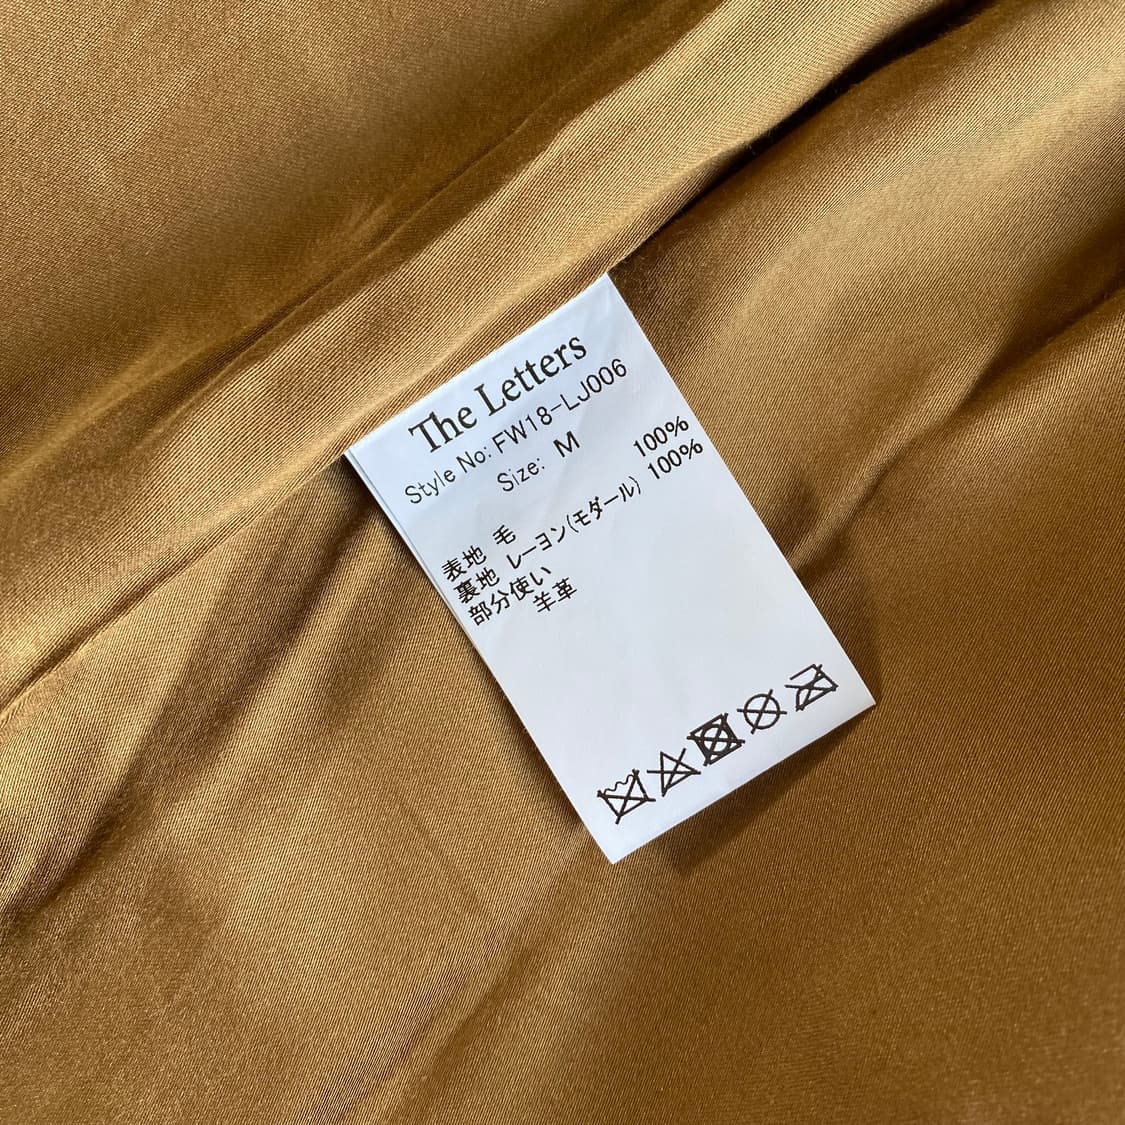 The Letters
Style No: FW18-LJ006
Size: M
表地 毛 100%
裏地 レーヨン(モダール) 100%
部分使い
羊革